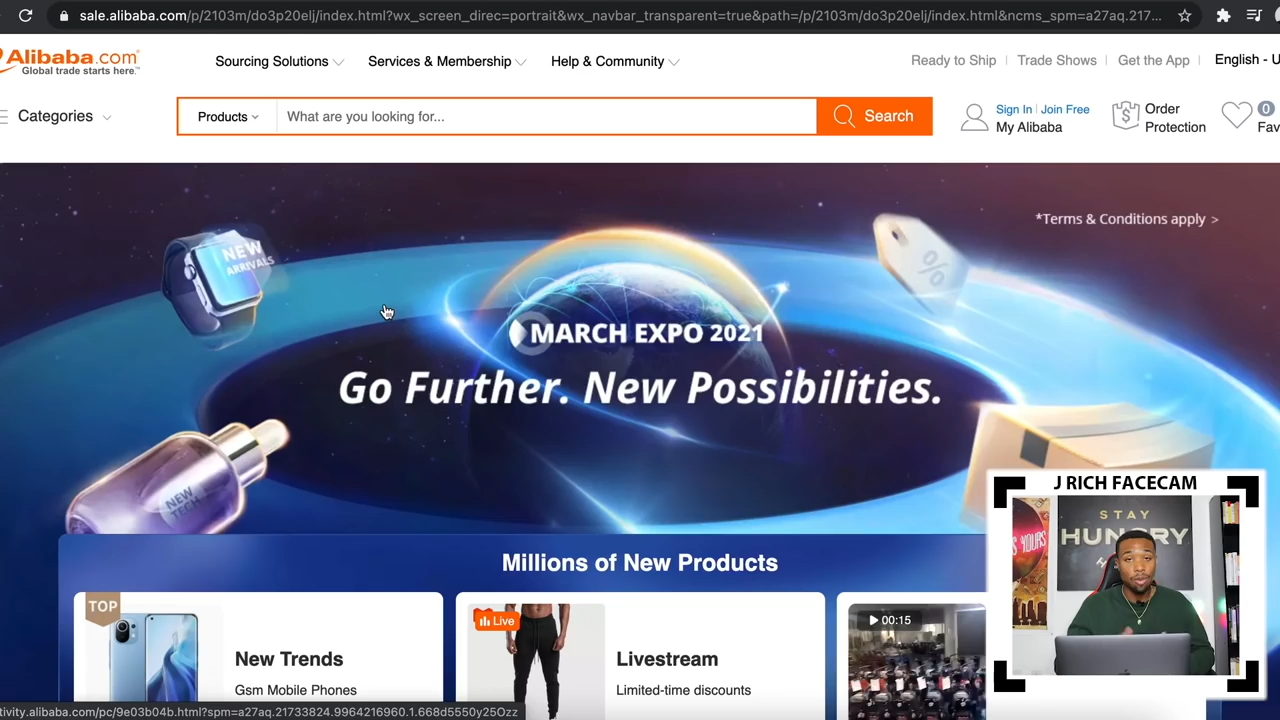 sale.alibaba.com/p/2103m/do3p20elj/index.html?wx_screen_direc=portrait&wx_navbar_transparent=true&path=/p/2103m/do3p20elj/index.html&ncms_spm=a27aq.217...
Alibaba.com
Global trade starts here.™
Sourcing Solutions
Services & Membership
Help & Community
Ready to Ship
Trade Shows
Get the App
English - U
Categories
Products
What are you looking for...
Search
Sign In
Join Free
My Alibaba
Order
Protection
0
Fav
*Terms & Conditions apply >
NEW
ARRIVALS
%
MARCH EXPO 2021
Go Further. New Possibilities.
NEW
TECH
J RICH FACECAM
STAY
HUNGRY
Millions of New Products
TOP
New Trends
Gsm Mobile Phones
Live
Livestream
Limited-time discounts
00:15
tivity.alibaba.com/pc/9e03b04b.html?spm=a27aq.21733824.9964216960.1.668d5550y25Ozz